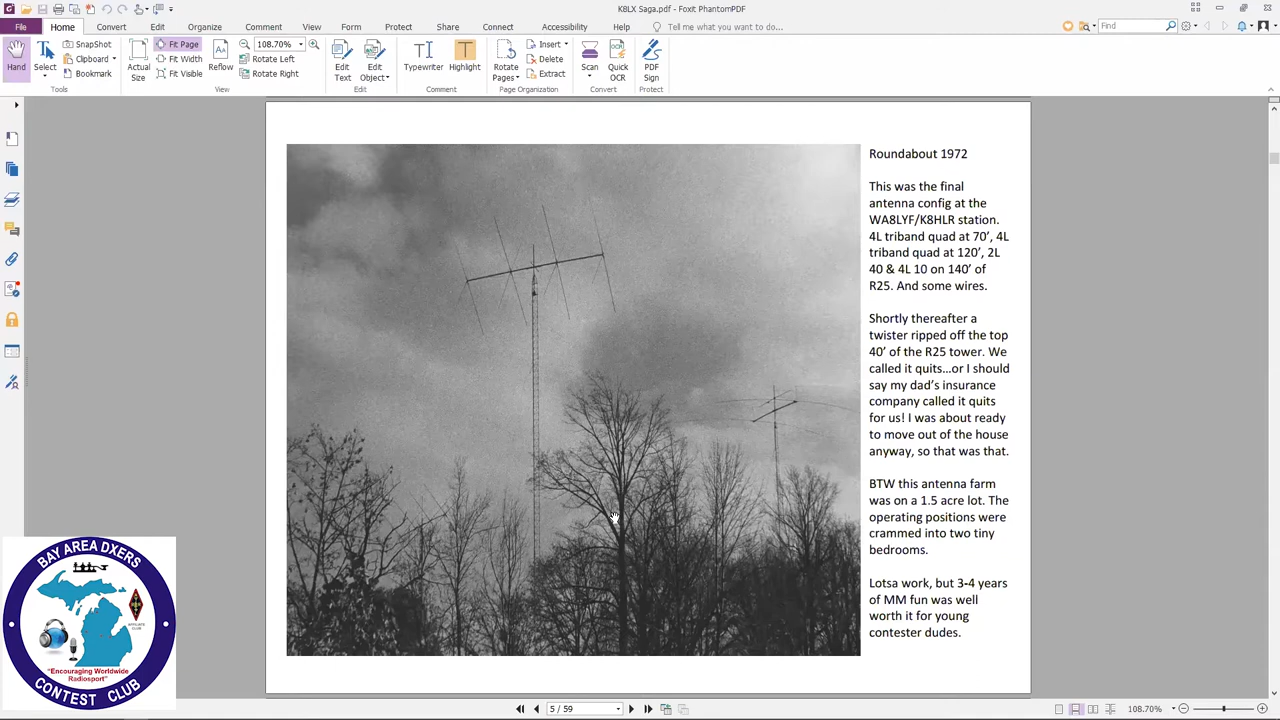 K8LX Saga.pdf - Foxit PhantomPDF
File
Home
Convert
Edit
Organize
Comment
View
Form
Protect
Share
Connect
Accessibility
Help
Tell me what you want to do...
Find
Hand
Select
SnapShot
Clipboard
Bookmark
Tools
Actual Size
Fit Page
Fit Width
Fit Visible
Reflow
108.70%
Rotate Left
Rotate Right
View
Edit Text
Edit Object
Edit
Typewriter
Highlight
Comment
Rotate Pages
Insert
Delete
Extract
Page Organization
Scan
Quick OCR
Convert
PDF Sign
Protect
Roundabout 1972
This was the final
antenna config at the
WA8LYF/K8HLR station.
4L triband quad at 70’, 4L
triband quad at 120’, 2L
40 & 4L 10 on 140’ of
R25. And some wires.
Shortly thereafter a
twister ripped off the top
40’ of the R25 tower. We
called it quits…or I should
say my dad’s insurance
company called it quits
for us! I was about ready
to move out of the house
anyway, so that was that.
BTW this antenna farm
was on a 1.5 acre lot. The
operating positions were
crammed into two tiny
bedrooms.
Lotsa work, but 3-4 years
of MM fun was well
worth it for young
contester dudes.
BAY AREA DXERS
AFFILIATE
CLUB
"Encouraging Worldwide
Radiosport"
CONTEST CLUB
5 / 59
108.70%